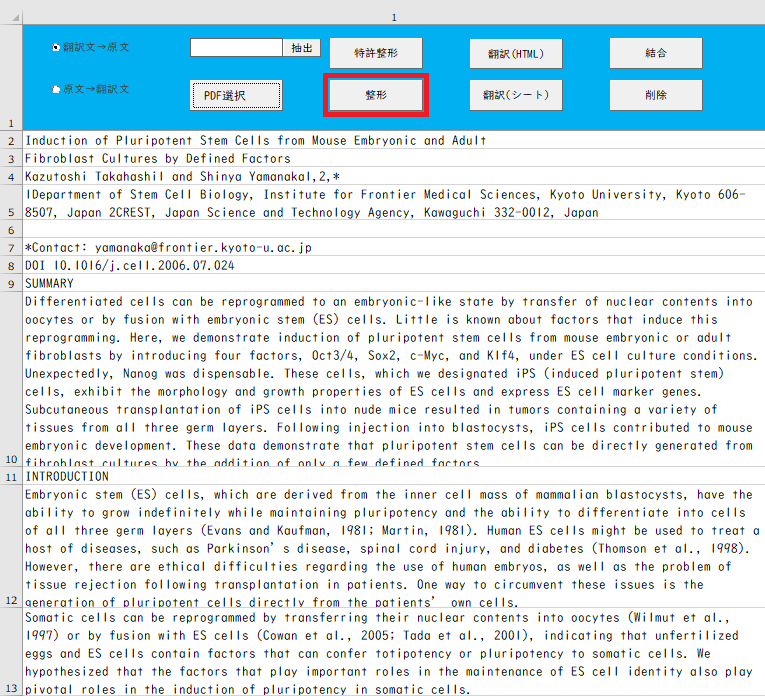 1
翻訳文→原文
抽出
特許整形
翻訳(HTML)
結合
原文→翻訳文
PDF選択
整形
翻訳(シート)
削除
1
2 Induction of Pluripotent Stem Cells from Mouse Embryonic and Adult
3 Fibroblast Cultures by Defined Factors
4 Kazutoshi Takahashi1 and Shinya Yamanaka1,2,*
1Department of Stem Cell Biology, Institute for Frontier Medical Sciences, Kyoto University, Kyoto 606-
5 8507, Japan 2CREST, Japan Science and Technology Agency, Kawaguchi 332-0012, Japan
6
7 *Contact: yamanaka@frontier.kyoto-u.ac.jp
8 DOI 10.1016/j.cell.2006.07.024
9 SUMMARY
Differentiated cells can be reprogrammed to an embryonic-like state by transfer of nuclear contents into
oocytes or by fusion with embryonic stem (ES) cells. Little is known about factors that induce this
reprogramming. Here, we demonstrate induction of pluripotent stem cells from mouse embryonic or adult
fibroblasts by introducing four factors, Oct3/4, Sox2, c-Myc, and Klf4, under ES cell culture conditions.
Unexpectedly, Nanog was dispensable. These cells, which we designated iPS (induced pluripotent stem)
cells, exhibit the morphology and growth properties of ES cells and express ES cell marker genes.
Subcutaneous transplantation of iPS cells into nude mice resulted in tumors containing a variety of
tissues from all three germ layers. Following injection into blastocysts, iPS cells contributed to mouse
embryonic development. These data demonstrate that pluripotent stem cells can be directly generated from
10 fibroblast cultures by the addition of only a few defined factors.
11 INTRODUCTION
Embryonic stem (ES) cells, which are derived from the inner cell mass of mammalian blastocysts, have the
ability to grow indefinitely while maintaining pluripotency and the ability to differentiate into cells
of all three germ layers (Evans and Kaufman, 1981; Martin, 1981). Human ES cells might be used to treat a
host of diseases, such as Parkinson’s disease, spinal cord injury, and diabetes (Thomson et al., 1998).
However, there are ethical difficulties regarding the use of human embryos, as well as the problem of
tissue rejection following transplantation in patients. One way to circumvent these issues is the
12 generation of pluripotent cells directly from the patients’ own cells.
Somatic cells can be reprogrammed by transferring their nuclear contents into oocytes (Wilmut et al.,
1997) or by fusion with ES cells (Cowan et al., 2005; Tada et al., 2001), indicating that unfertilized
eggs and ES cells contain factors that can confer totipotency or pluripotency to somatic cells. We
hypothesized that the factors that play important roles in the maintenance of ES cell identity also play
13 pivotal roles in the induction of pluripotency in somatic cells.